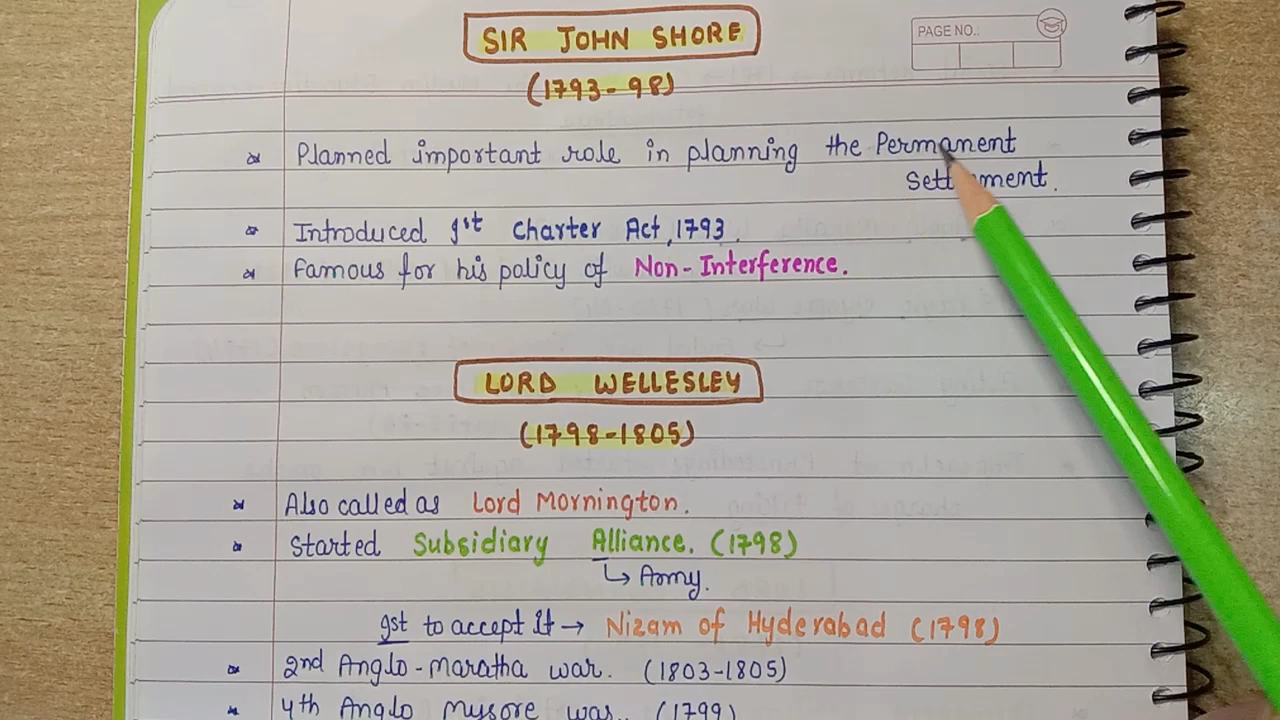 SIR JOHN SHORE
PAGE NO..
(1793-98)
Planned important role in planning the Permanent
Settlement.
Introduced 1st Charter Act, 1793.
Famous for his policy of Non-Interference.
LORD WELLESLEY
(1798-1805)
Also called as Lord Mornington.
Started Subsidiary Alliance. (1798)
↳ Army.
1st to accept it → Nizam of Hyderabad (1798)
2nd Anglo-Maratha war. (1803-1805)
4th Anglo Mysore war. (1799)